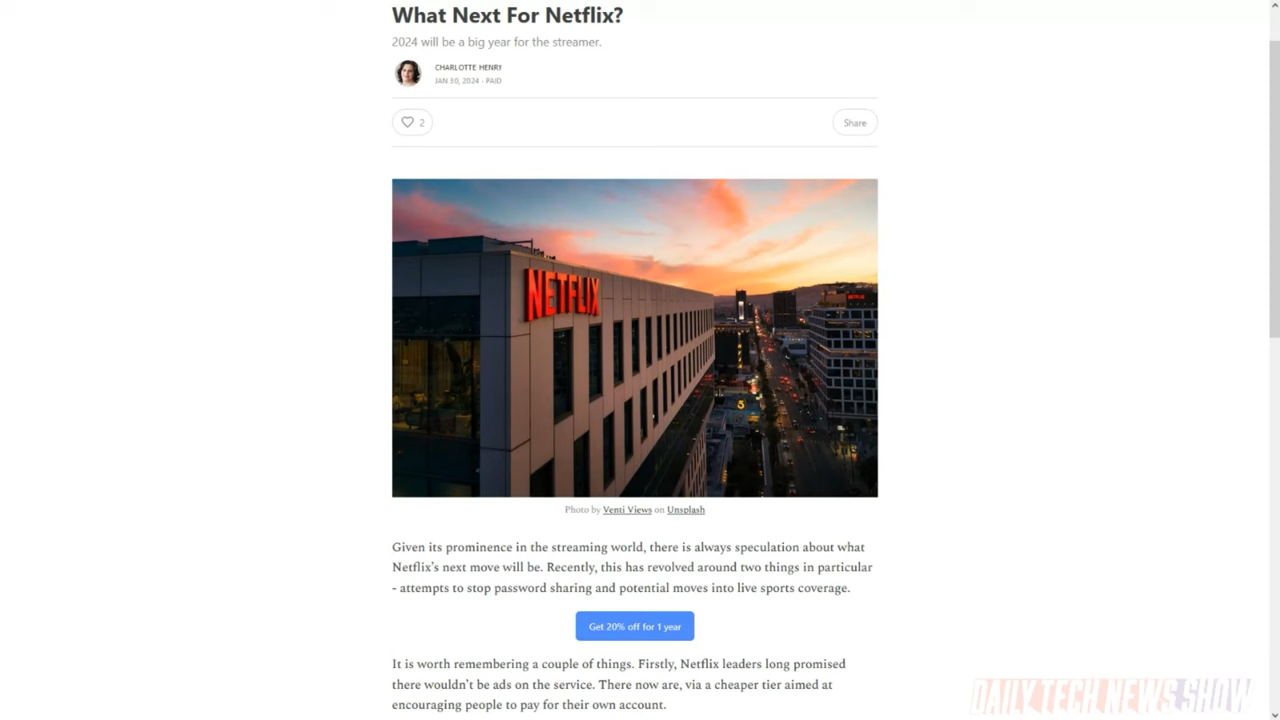 What Next For Netflix?
2024 will be a big year for the streamer.
CHARLOTTE HENRY
JAN 30, 2024 · PAID
2
Share
NETFLIX
NETFLIX
5
Photo by Venti Views on Unsplash
Given its prominence in the streaming world, there is always speculation about what
Netflix's next move will be. Recently, this has revolved around two things in particular
- attempts to stop password sharing and potential moves into live sports coverage.
Get 20% off for 1 year
It is worth remembering a couple of things. Firstly, Netflix leaders long promised
there wouldn't be ads on the service. There now are, via a cheaper tier aimed at
encouraging people to pay for their own account.
DAILY TECH NEWS SHOW